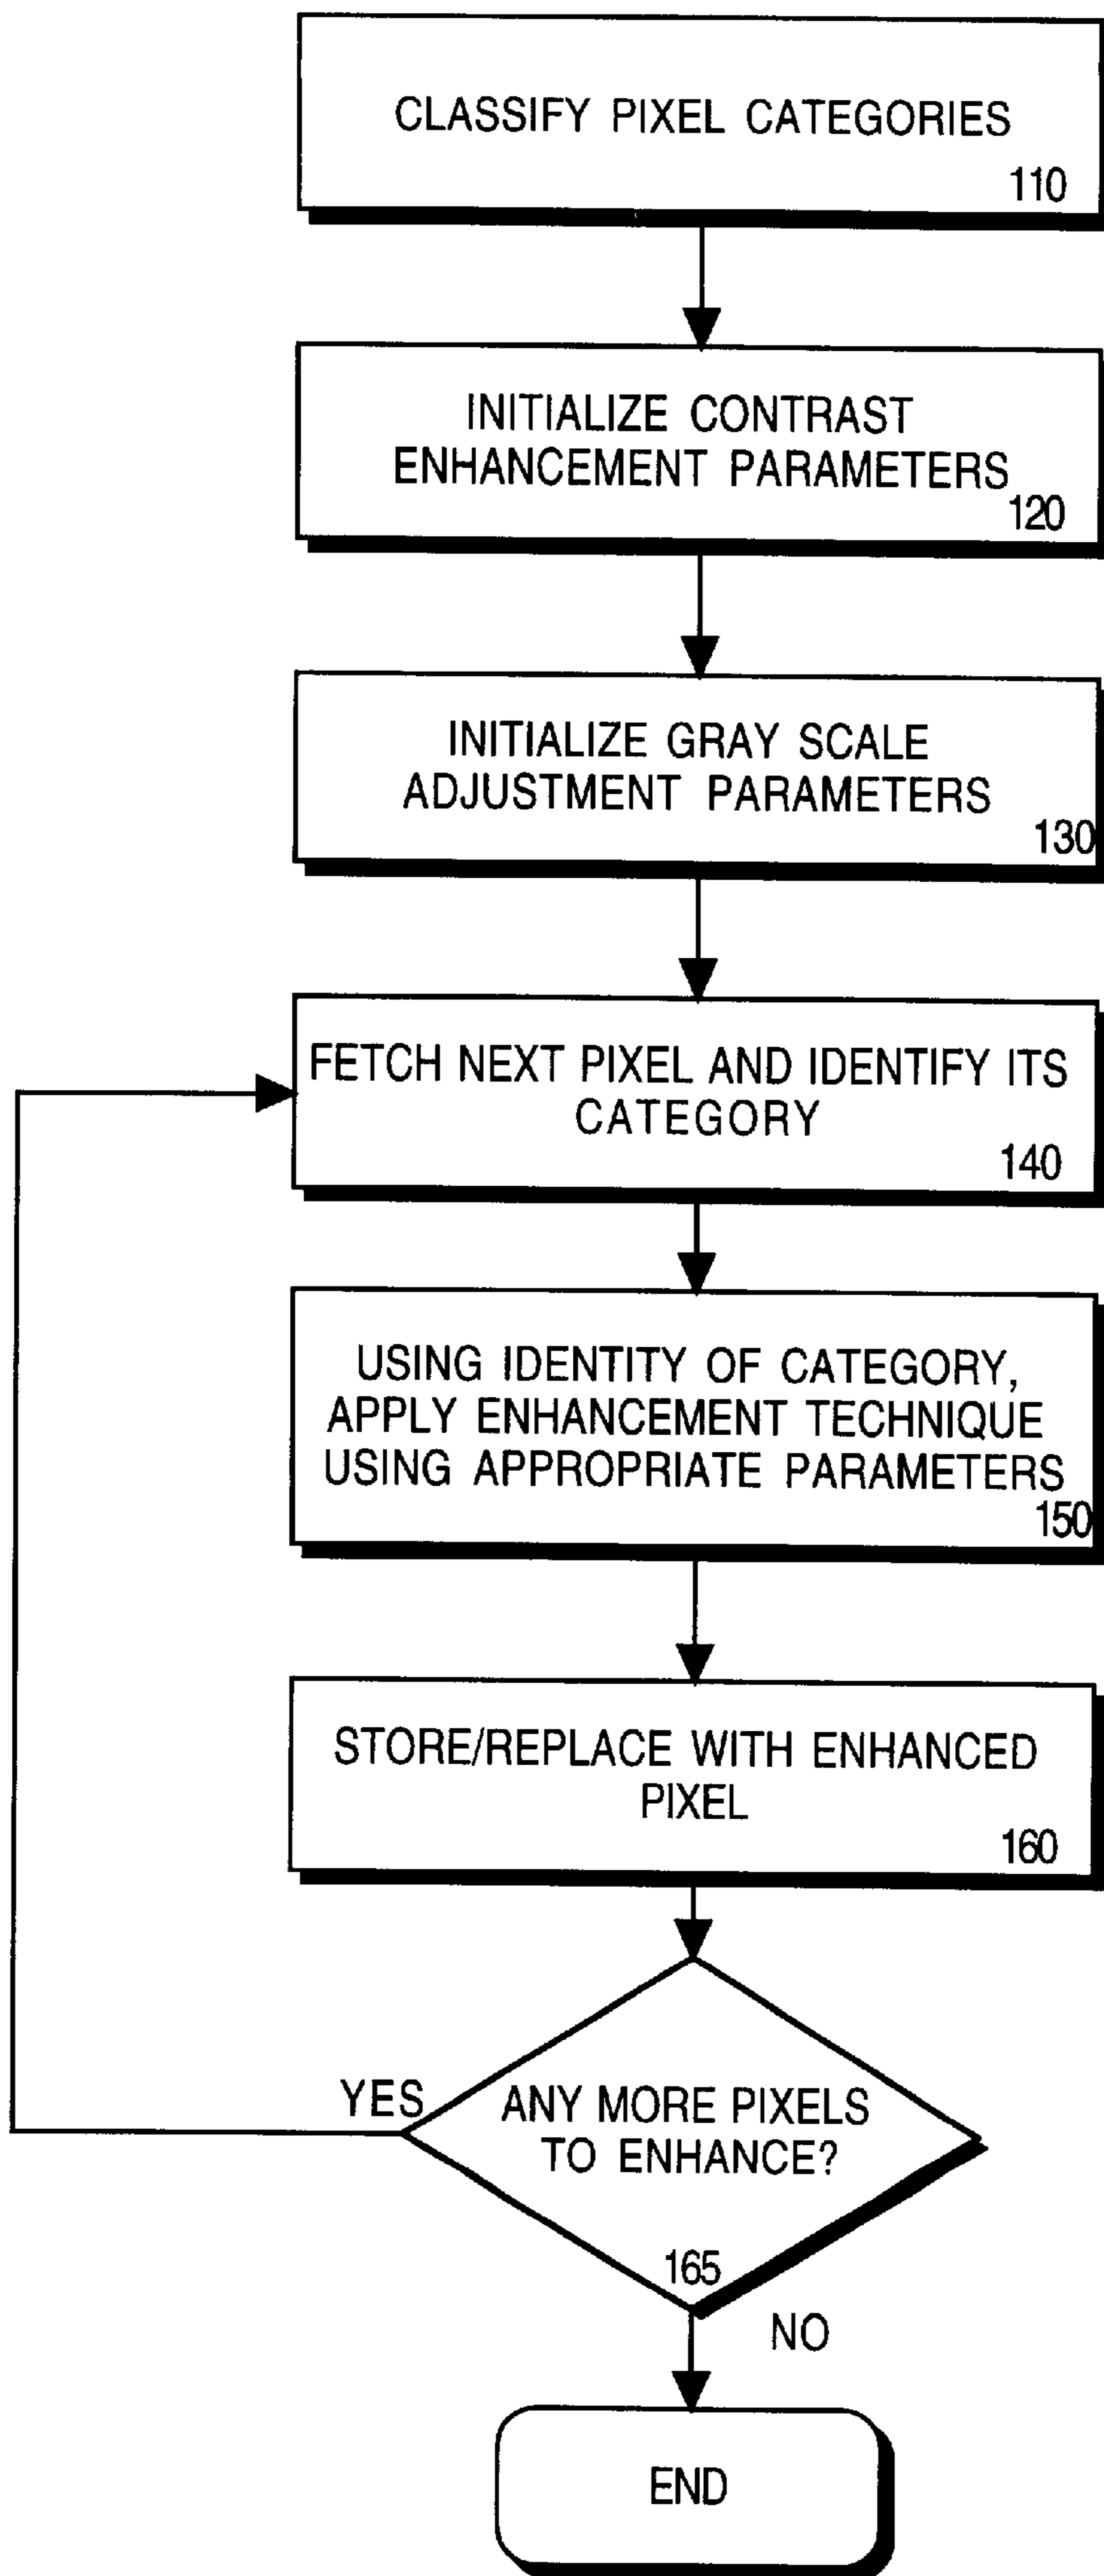 CLASSIFY PIXEL CATEGORIES
110
INITIALIZE CONTRAST
ENHANCEMENT PARAMETERS
120
INITIALIZE GRAY SCALE
ADJUSTMENT PARAMETERS
130
FETCH NEXT PIXEL AND IDENTIFY ITS
CATEGORY
140
USING IDENTITY OF CATEGORY,
APPLY ENHANCEMENT TECHNIQUE
USING APPROPRIATE PARAMETERS
150
STORE/REPLACE WITH ENHANCED
PIXEL
160
YES
ANY MORE PIXELS
TO ENHANCE?
165
NO
END